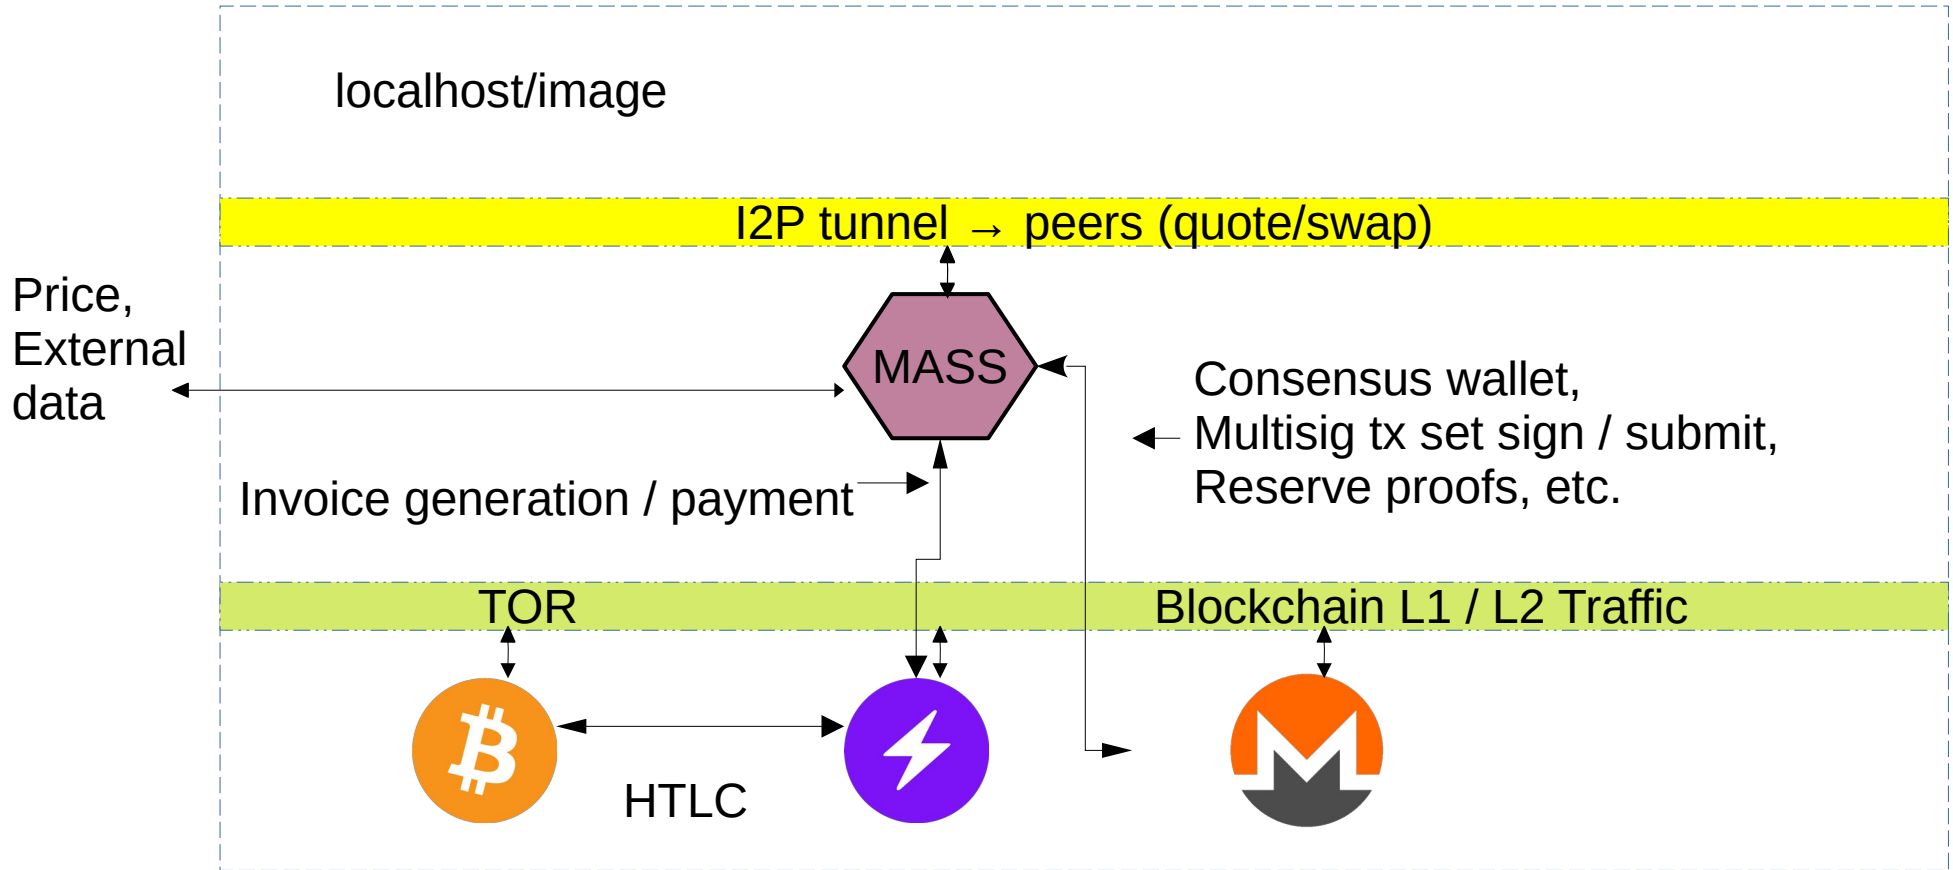 localhost/image
I2P tunnel → peers (quote/swap)
Price,
External
data
MASS
Consensus wallet,
Multisig tx set sign / submit,
Reserve proofs, etc.
Invoice generation / payment
TOR
Blockchain L1 / L2 Traffic
HTLC